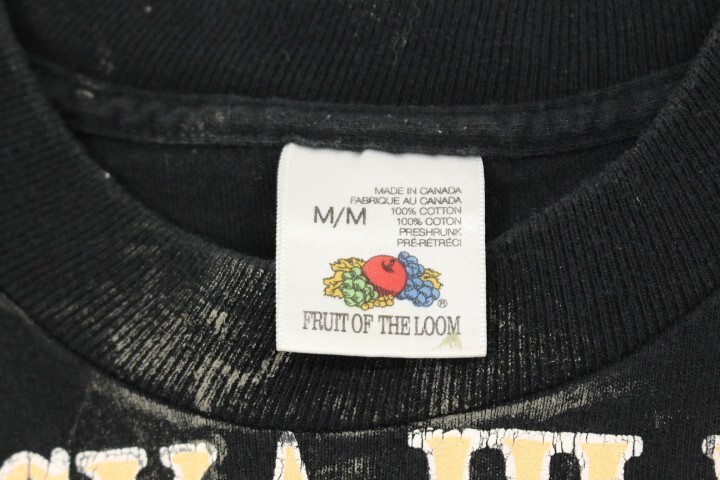 MADE IN CANADA
FABRIQUE AU CANADA
M/M
100% COTTON
100% COTON
PRESHRUNK
PRÉ-RÉTRÉCI
®
FRUIT OF THE LOOM